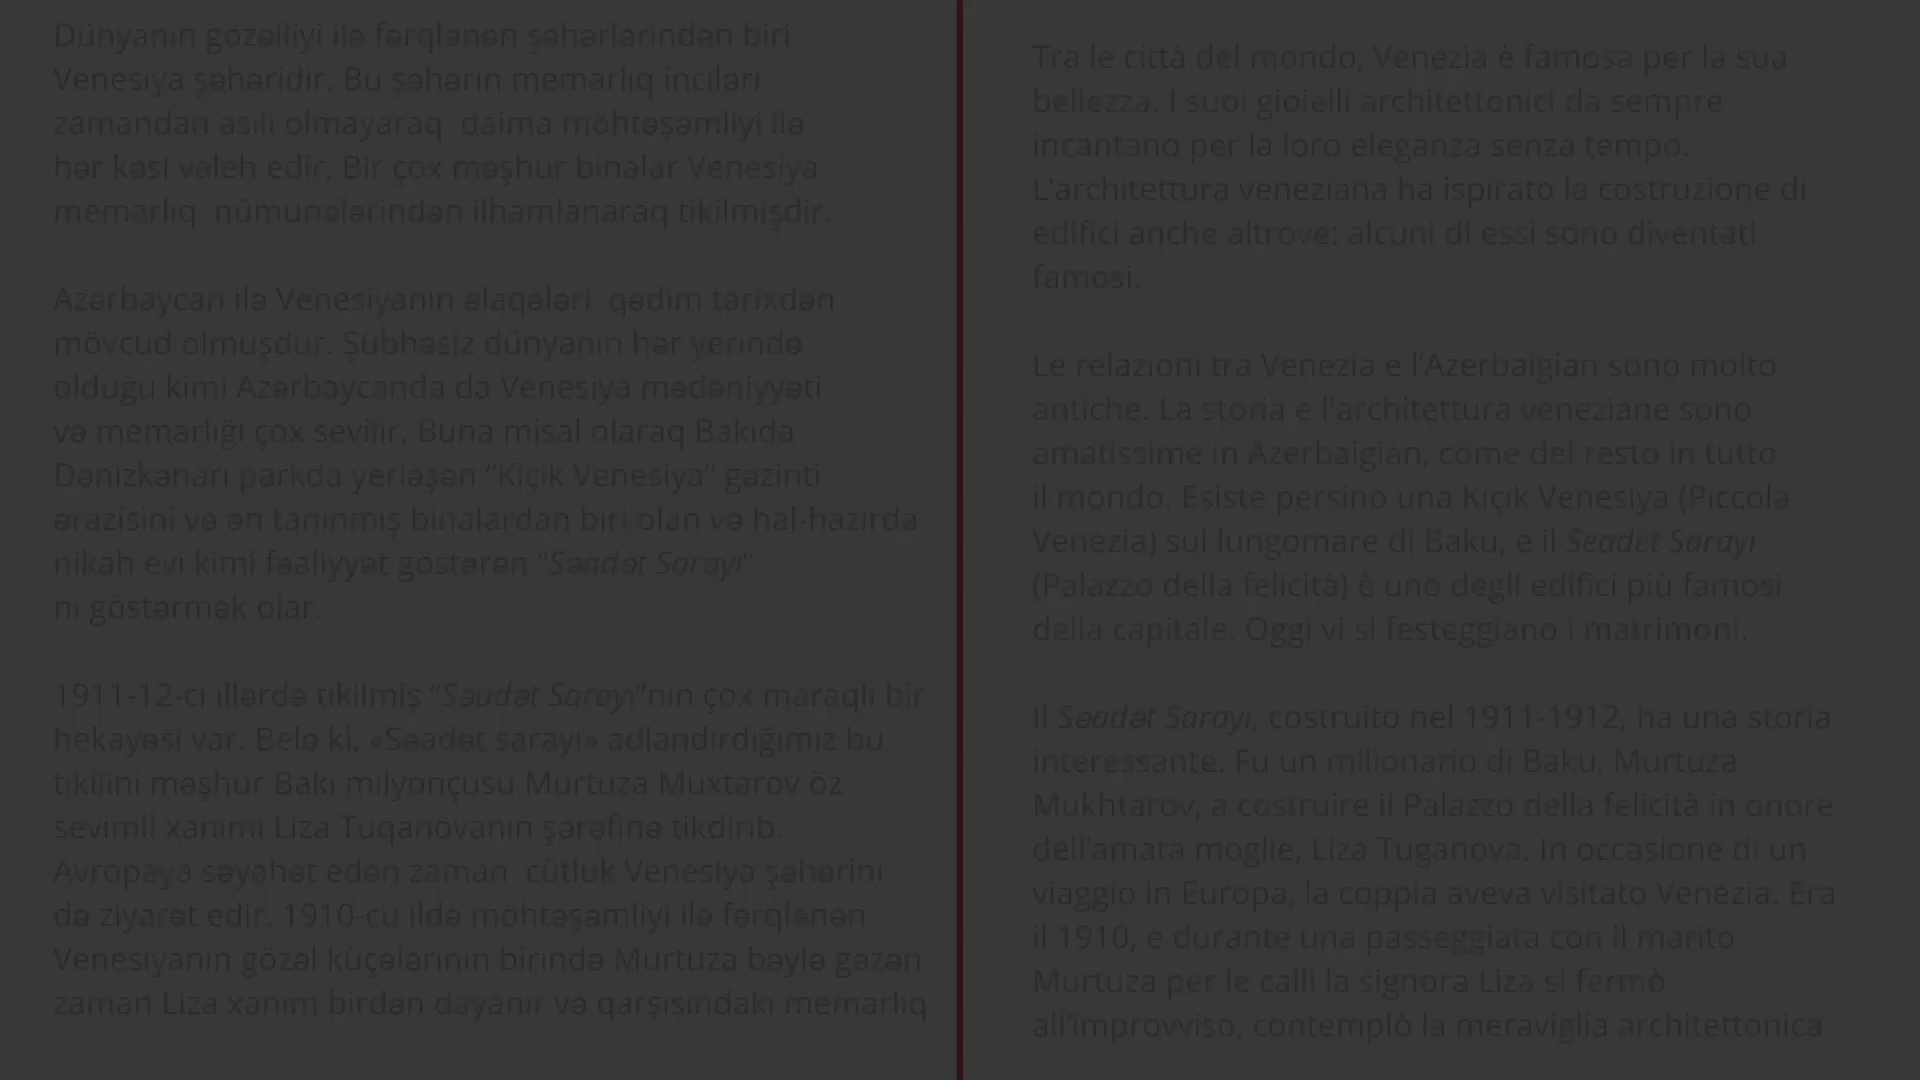 Dünyanın gözəlliyi ilə fərqlənən şəhərlərindən biri
Venesiya şəhəridir. Bu şəhərin memarlıq inciləri
zamandan asılı olmayaraq  daima möhtəşəmliyi ilə
hər kəsi valeh edir. Bir çox məşhur binalar Venesiya
memarlıq  nümunələrindən ilhamlanaraq tikilmişdir.
Azərbaycan ilə Venesiyanın əlaqələri  qədim tarixdən
mövcud olmuşdur. Şübhəsiz dünyanın hər yerində
olduğu kimi Azərbaycanda da Venesiya mədəniyyəti
və memarlığı çox sevilir. Buna misal olaraq Bakıda
Dənizkənarı parkda yerləşən “Kiçik Venesiya” gəzinti
ərazisini və ən tanınmış binalardan biri olan və hal-hazırda
nikah evi kimi fəaliyyət göstərən “Səadət Sarayı”
nı göstərmək olar.
1911-12-ci illərdə tikilmiş “Səadət Sarayı”nın çox maraqlı bir
hekayəsi var. Belə ki, «Səadət sarayı» adlandırdığımız bu
tikilini məşhur Bakı milyonçusu Murtuza Muxtarov öz
sevimli xanımı Liza Tuqanovanın şərəfinə tikdirib.
Avropaya səyahət edən zaman  cütlük Venesiya şəhərini
də ziyarət edir. 1910-cu ildə möhtəşəmliyi ilə fərqlənən
Venesiyanın gözəl küçələrinin birində Murtuza bəylə gəzən
zaman Liza xanım birdən dayanır və qarşısındakı memarlıq
Tra le città del mondo, Venezia è famosa per la sua
bellezza. I suoi gioielli architettonici da sempre
incantano per la loro eleganza senza tempo.
L’architettura veneziana ha ispirato la costruzione di
edifici anche altrove: alcuni di essi sono diventati
famosi.
Le relazioni tra Venezia e l’Azerbaigian sono molto
antiche. La storia e l’architettura veneziane sono
amatissime in Azerbaigian, come del resto in tutto
il mondo. Esiste persino una Kiçik Venesiya (Piccola
Venezia) sul lungomare di Baku, e il Seadet Sarayı
(Palazzo della felicità) è uno degli edifici più famosi
della capitale. Oggi vi si festeggiano i matrimoni.
Il Səadət Sarayı, costruito nel 1911-1912, ha una storia
interessante. Fu un milionario di Baku, Murtuza
Mukhtarov, a costruire il Palazzo della felicità in onore
dell’amata moglie, Liza Tuganova. In occasione di un
viaggio in Europa, la coppia aveva visitato Venezia. Era
il 1910, e durante una passeggiata con il marito
Murtuza per le calli la signora Liza si fermò
all’improvviso, contemplò la meraviglia architettonica